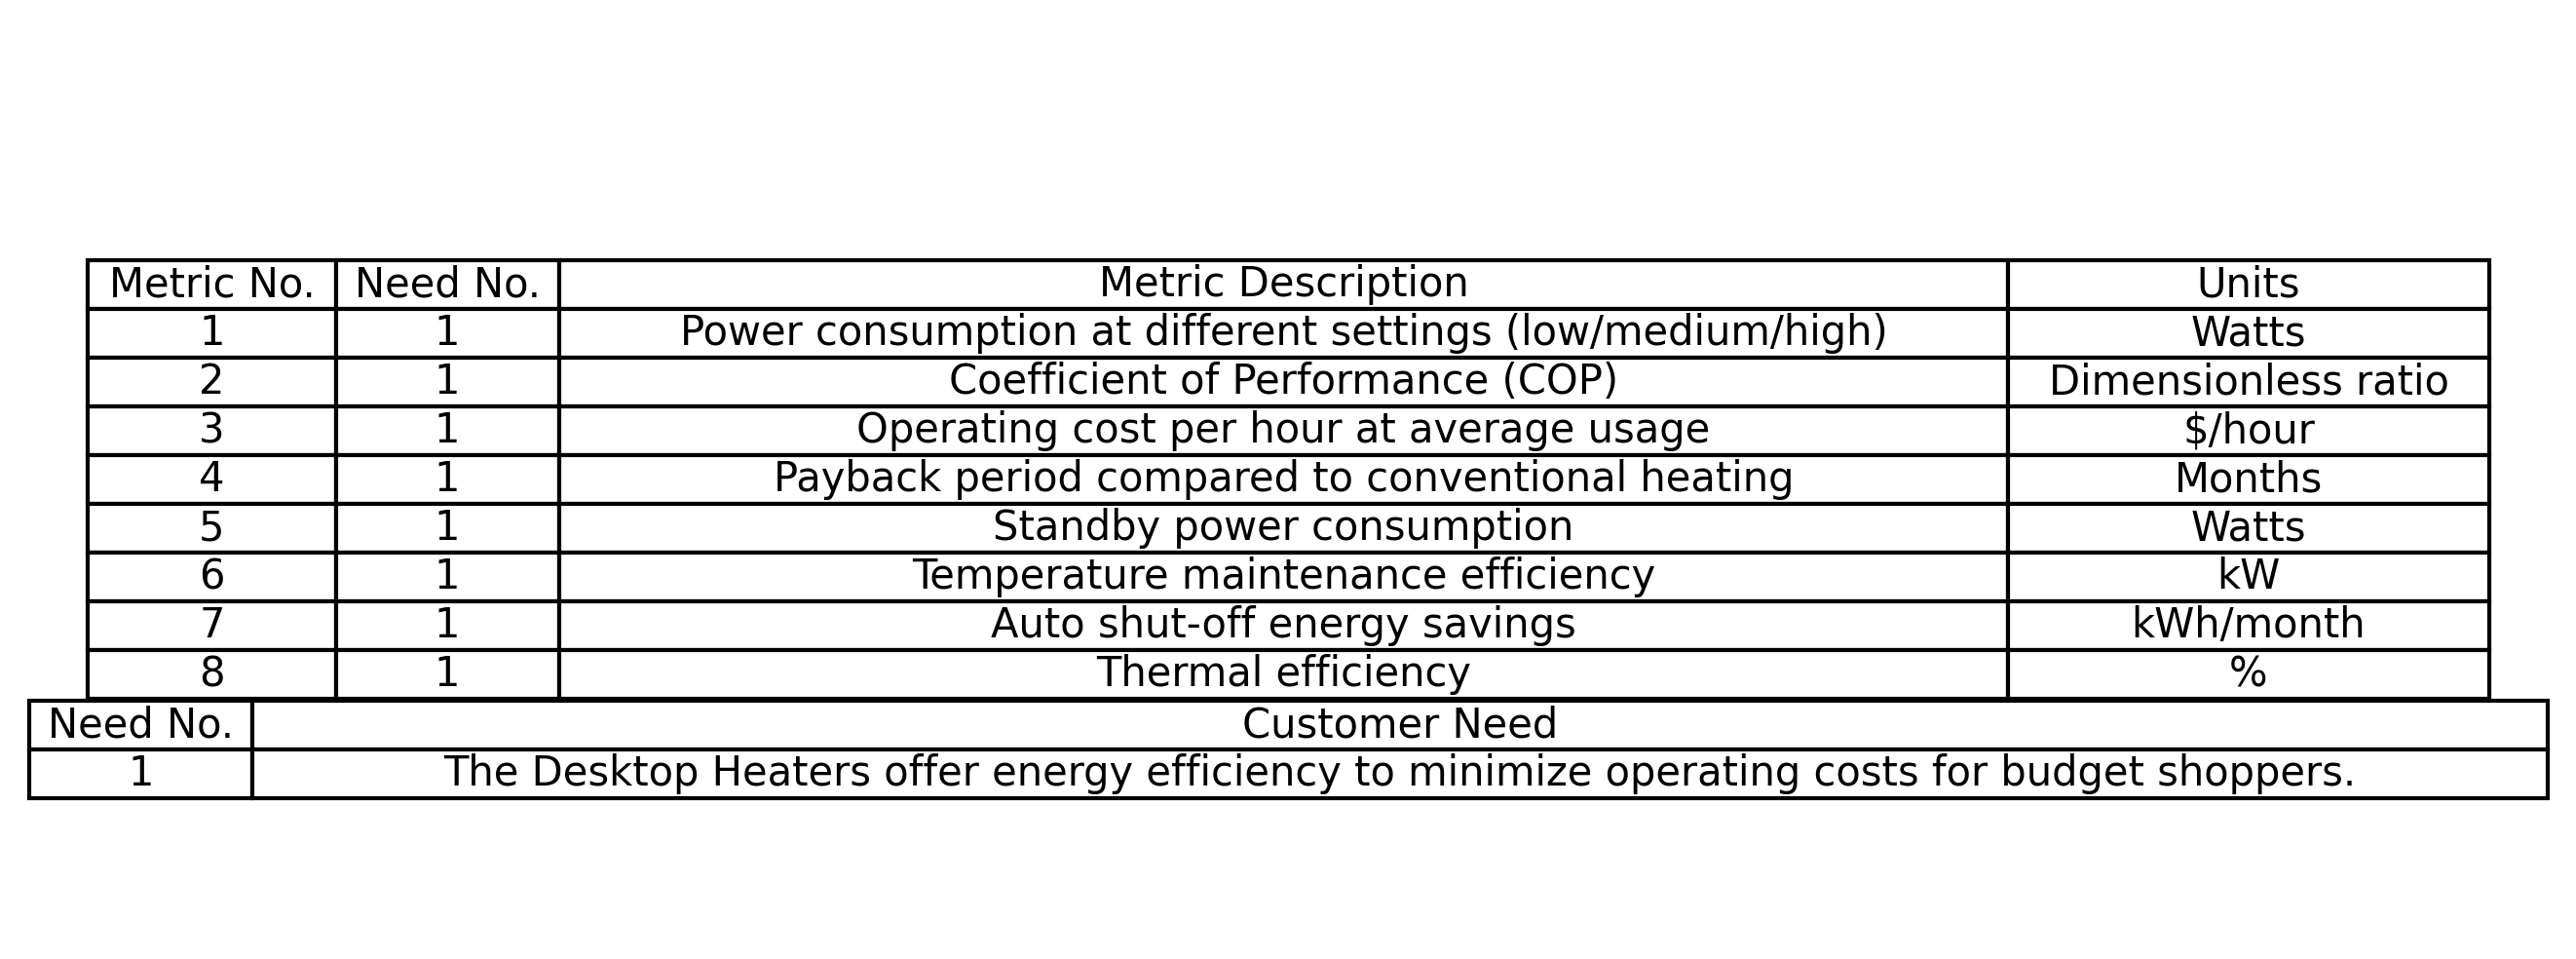 Metric No. Need No. Metric Description Units
1 1 Power consumption at different settings (low/medium/high) Watts
2 1 Coefficient of Performance (COP) Dimensionless ratio
3 1 Operating cost per hour at average usage $/hour
4 1 Payback period compared to conventional heating Months
5 1 Standby power consumption Watts
6 1 Temperature maintenance efficiency kW
7 1 Auto shut-off energy savings kWh/month
8 1 Thermal efficiency %
Need No. Customer Need
1 The Desktop Heaters offer energy efficiency to minimize operating costs for budget shoppers.